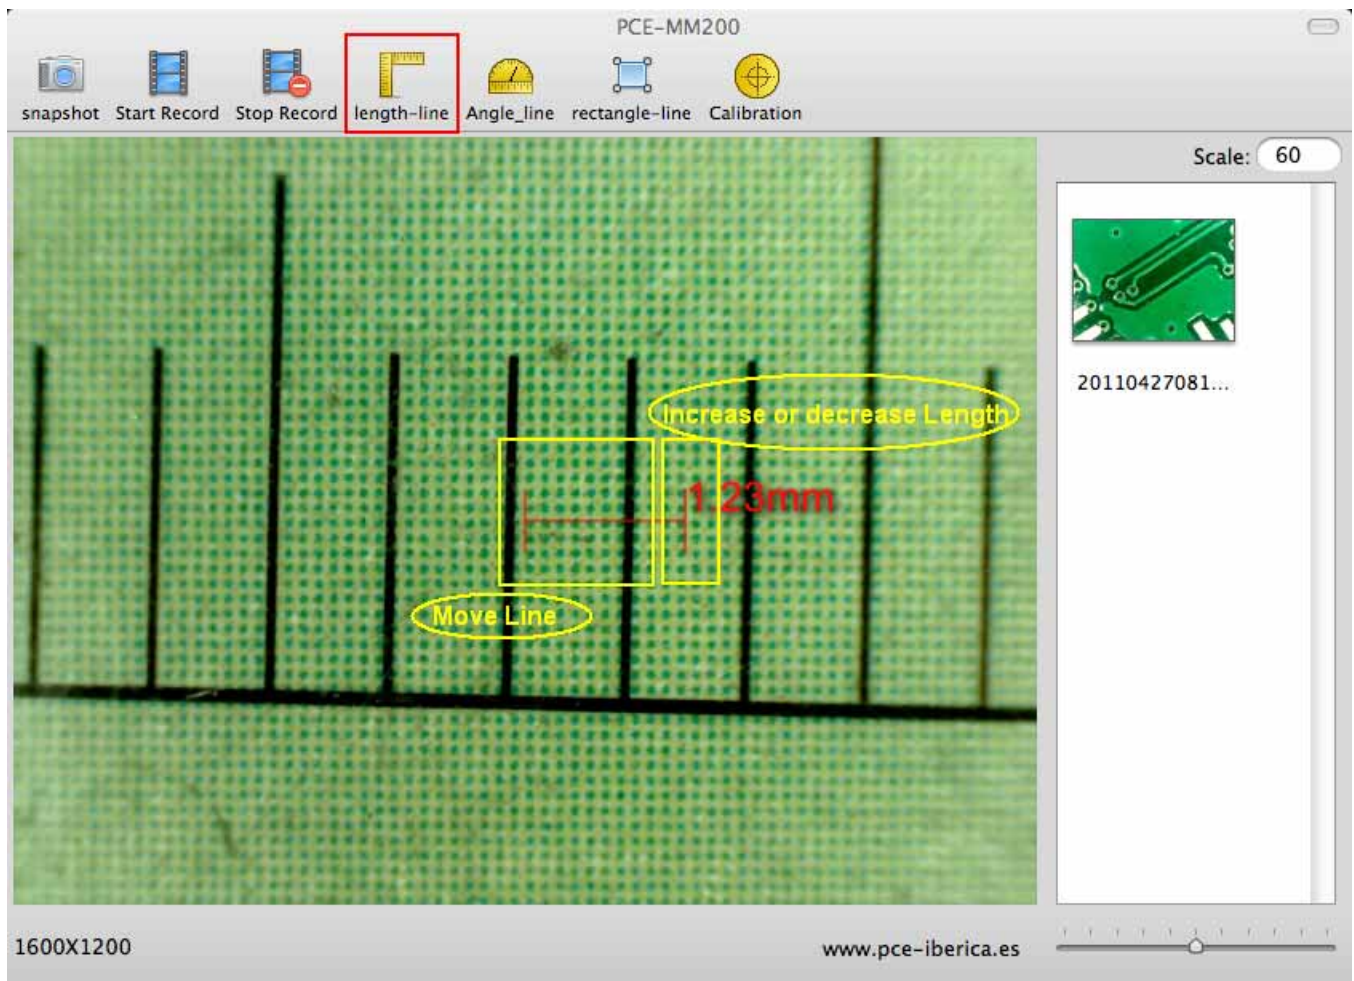 PCE-MM200
snapshot Start Record Stop Record length-line Angle_line rectangle-line Calibration
Scale: 60
20110427081...
Increase or decrease Length
1.23mm
Move Line
1600X1200
www.pce-iberica.es